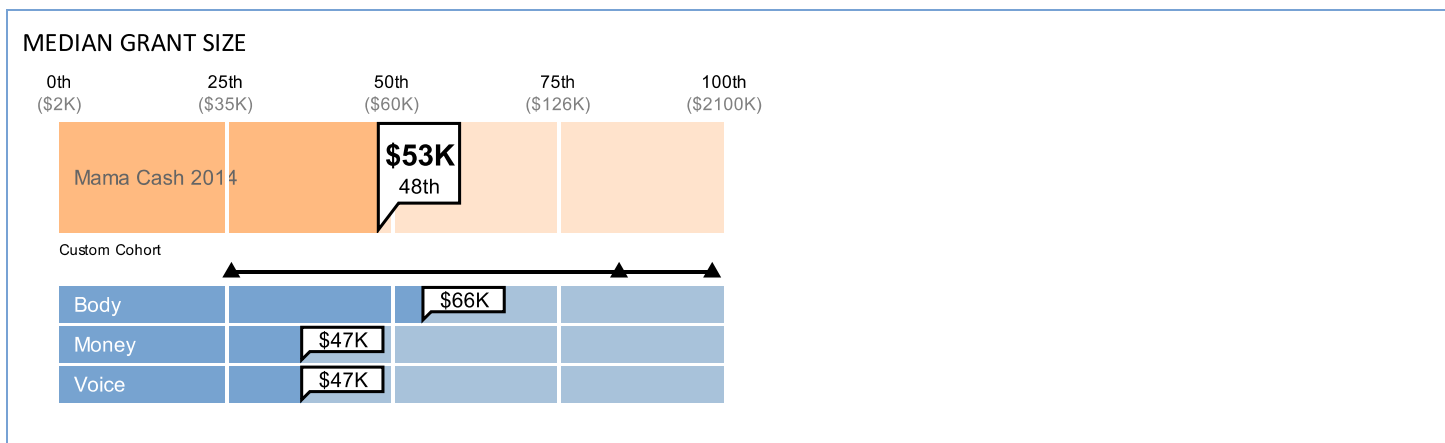 MEDIAN GRANT SIZE
0th 25th 50th 75th 100th
($2K) ($35K) ($60K) ($126K) ($2100K)
$53K
Mama Cash 2014
48th
Custom Cohort
Body $66K
Money $47K
Voice $47K